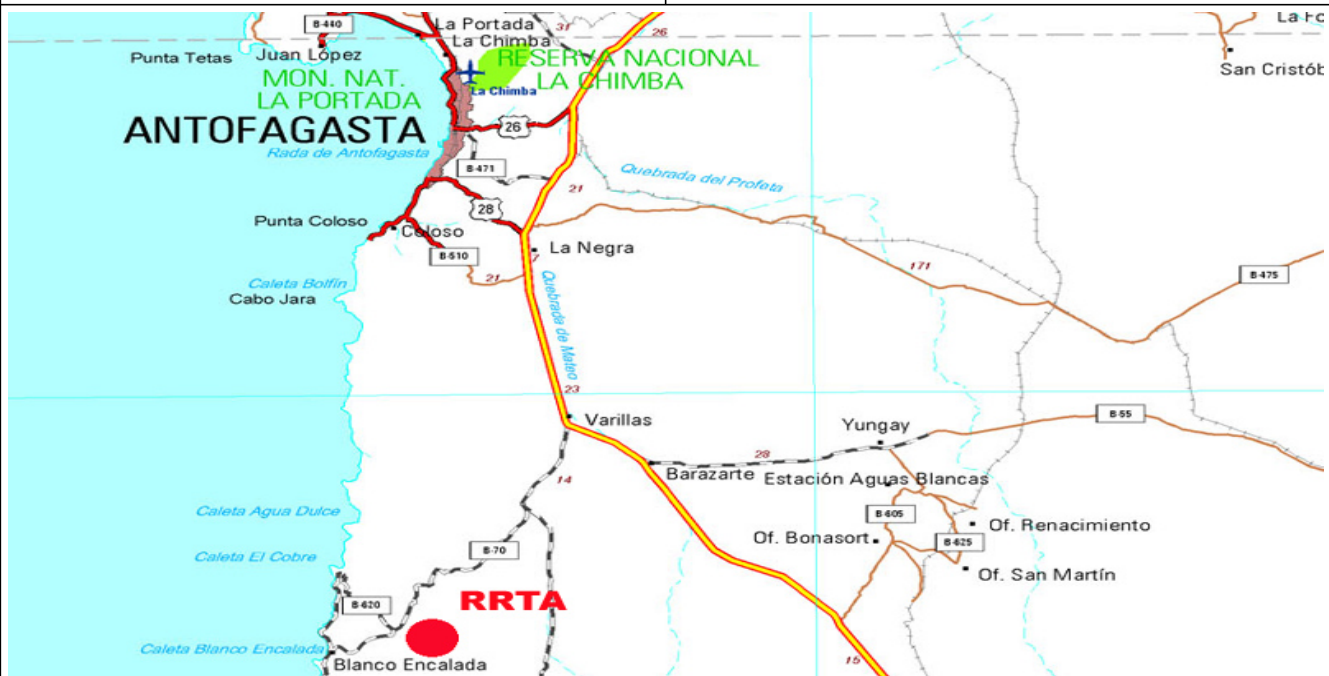 B-440
La Portada
31
26
La Chimba
Punta Tetas
Juan López
San Cristób
RESERVA NACIONAL
LA CHIMBA
MON. NAT.
LA PORTADA
La Chimba
ANTOFAGASTA
26
Rada de Antofagasta
B-471
Quebrada del Profeta
21
28
Punta Coloso
Coloso
La Negra
B-510
7
171
B-475
21
Caleta Bolfín
Cabo Jara
Quebrada de Mateo
23
Varillas
B-55
Yungay
28
Barazarte
Estación Aguas Blancas
14
Caleta Agua Dulce
B-605
Of. Renacimiento
Of. Bonasort
B-625
B-70
Caleta El Cobre
Of. San Martín
RRTA
B-620
Caleta Blanco Encalada
Blanco Encalada
15